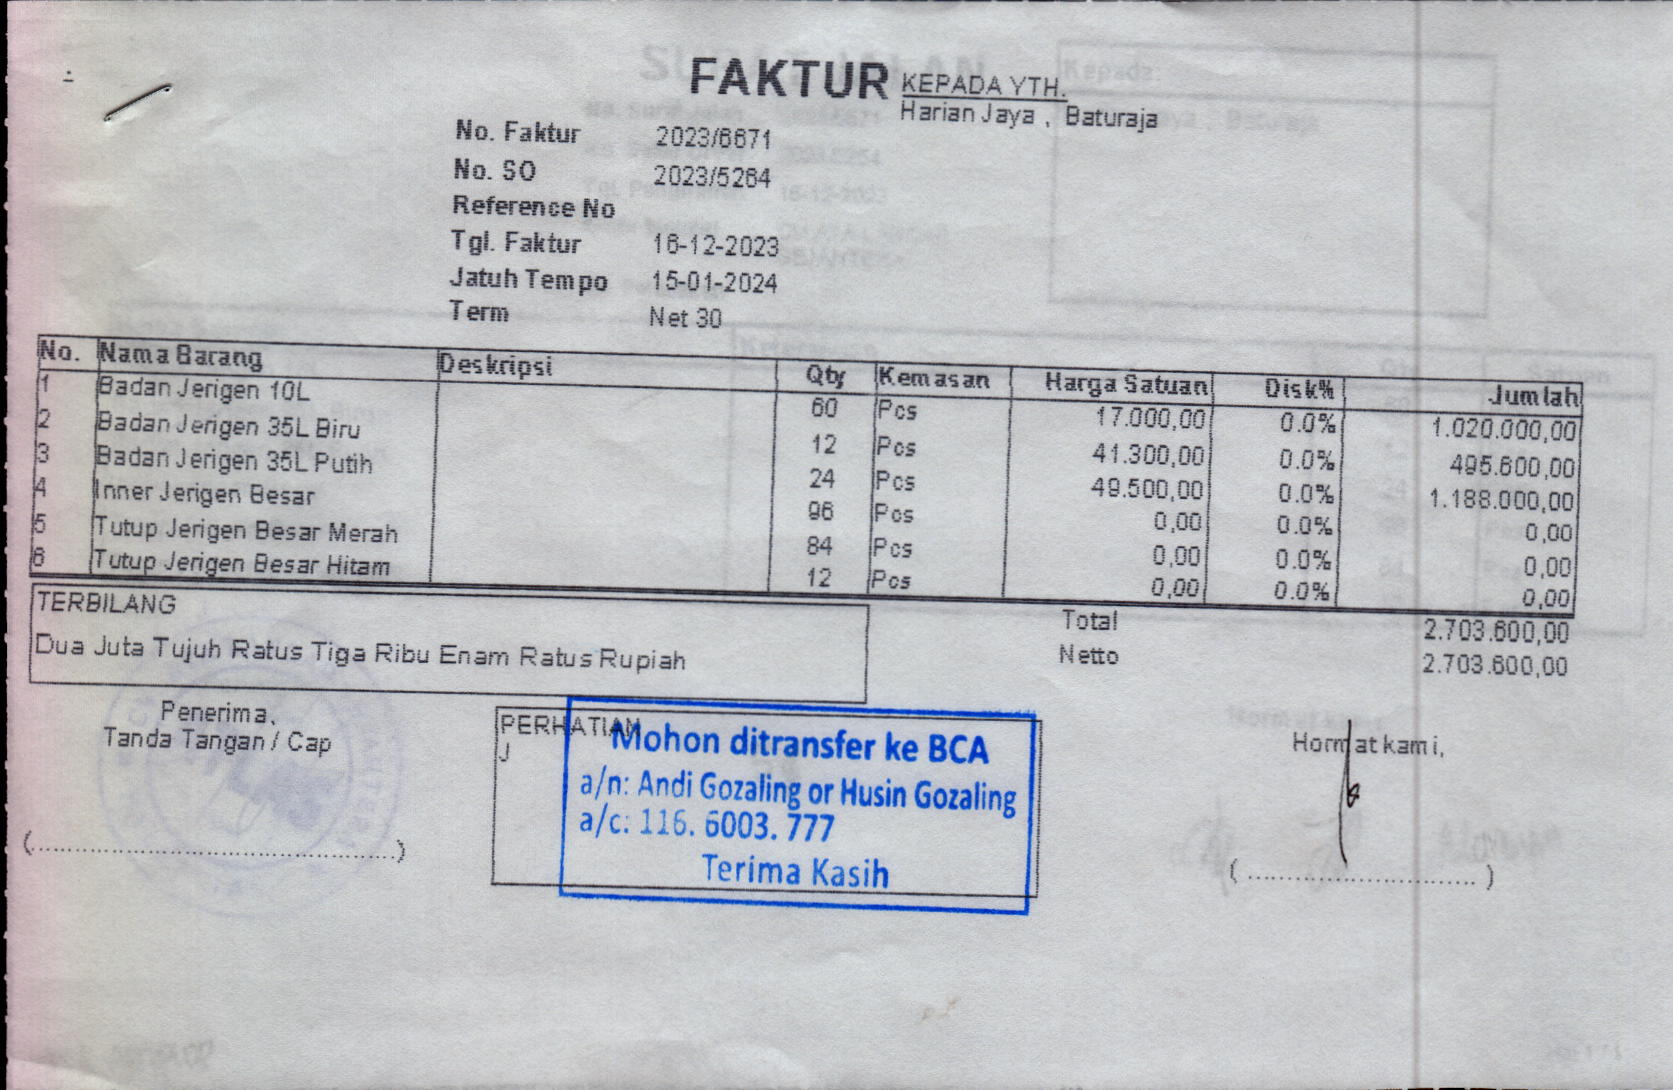 FAKTUR
KEPADA YTH.
Harian Jaya , Baturaja
No. Faktur 2023/6671
No. SO 2023/5264
Reference No
Tgl. Faktur 16-12-2023
Jatuh Tempo 15-01-2024
Term Net 30
No. Nama Barang Deskripsi Qty Kemasan Harga Satuan Disk% Jumlah
1 Badan Jerigen 10L 60 Pcs 17.000,00 0.0% 1.020.000,00
2 Badan Jerigen 35L Biru 12 Pcs 41.300,00 0.0% 495.600,00
3 Badan Jerigen 35L Putih 24 Pcs 49.500,00 0.0% 1.188.000,00
4 Inner Jerigen Besar 96 Pcs 0,00 0.0% 0,00
5 Tutup Jerigen Besar Merah 84 Pcs 0,00 0.0% 0,00
6 Tutup Jerigen Besar Hitam 12 Pcs 0,00 0.0% 0,00
TERBILANG
Dua Juta Tujuh Ratus Tiga Ribu Enam Ratus Rupiah
Total 2.703.600,00
Netto 2.703.600,00
Penerima,
Tanda Tangan / Cap
(..........................................)
PERHATIAN
J
Mohon ditransfer ke BCA
a/n: Andi Gozaling or Husin Gozaling
a/c: 116. 6003. 777
Terima Kasih
Hormat kami,
( ............................ )